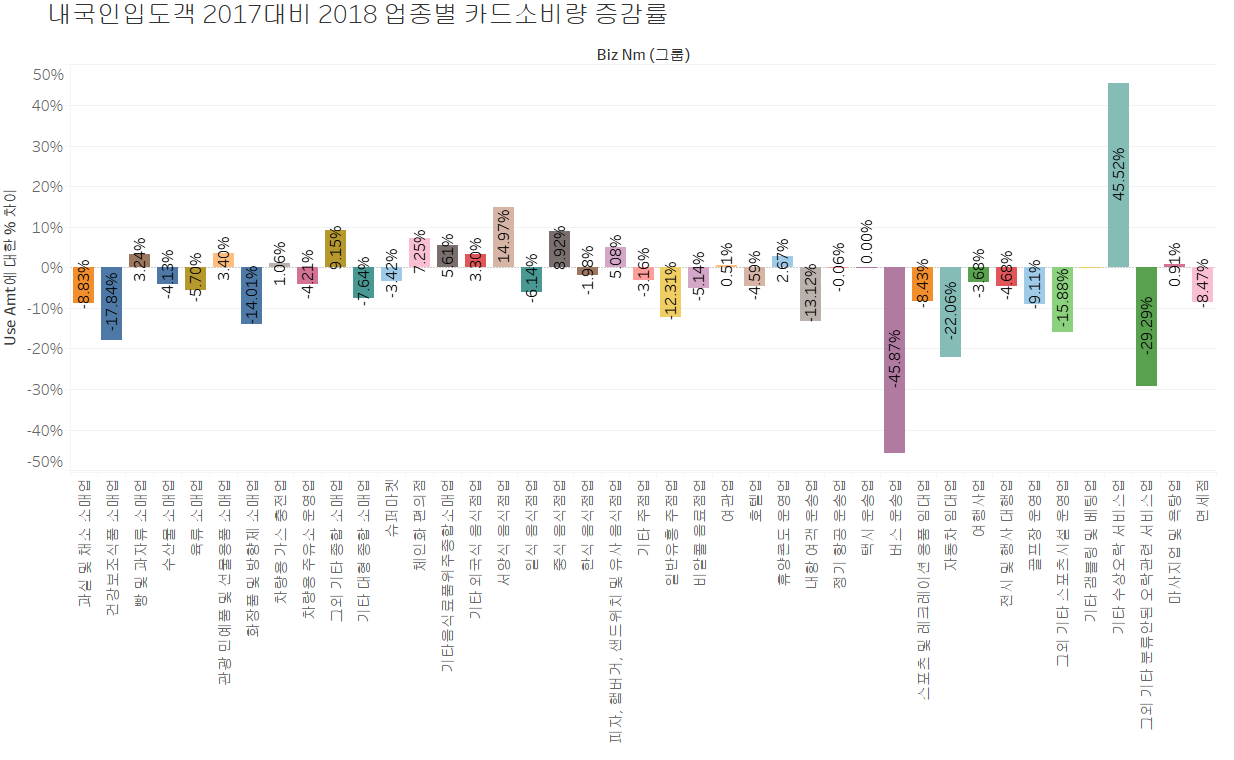 내국인입도객 2017대비 2018 업종별 카드소비량 증감률
Biz Nm (그룹)
Use Amt에 대한 % 차이
50%
40%
30%
20%
10%
0%
-10%
-20%
-30%
-40%
-50%
-8.83%
-17.84%
3.24%
-4.13%
-5.70%
3.40%
-14.01%
1.06%
-4.21%
9.15%
-7.64%
-3.42%
7.25%
5.61%
3.30%
14.97%
-6.14%
8.92%
-1.98%
5.08%
-3.16%
-12.31%
-5.14%
0.51%
-4.59%
2.67%
-13.12%
-0.06%
0.00%
-45.87%
-8.43%
-22.06%
-3.68%
-4.68%
-9.11%
-15.88%
45.52%
-29.29%
0.91%
-8.47%
과실 및 채소 소매업
건강보조식품 소매업
빵 및 과자류 소매업
수산물 소매업
육류 소매업
관광 민예품 및 선물용품 소매업
화장품 및 방향제 소매업
차량용 가스 충전업
차량용 주유소 운영업
그외 기타 종합 소매업
기타 대형종합 소매업
슈퍼마켓
체인화 편의점
기타음식료품위주종합소매업
기타 외국식 음식점업
서양식 음식점업
일식 음식점업
중식 음식점업
한식 음식점업
피자, 햄버거, 샌드위치 및 유사 음식점업
기타 주점업
일반유흥 주점업
비알콜 음료점업
여관업
호텔업
휴양콘도 운영업
내항 여객 운송업
정기 항공 운송업
택시 운송업
버스 운송업
스포츠 및 레크레이션 용품 임대업
자동차 임대업
여행사업
전시 및 행사 대행업
골프장 운영업
그외 기타 스포츠시설 운영업
기타 갬블링 및 베팅업
기타 수상오락 서비스업
그외 기타 분류안된 오락관련 서비스업
마사지업 및 욕탕업
면세점